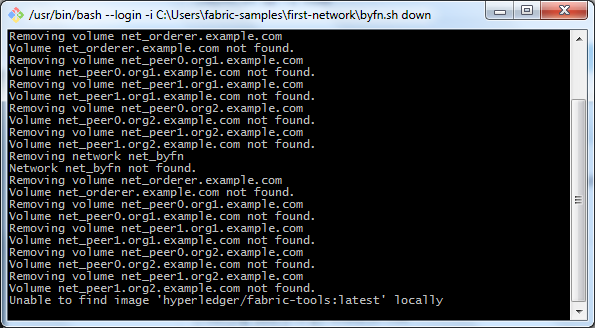 /usr/bin/bash --login -i C:\Users\fabric-samples\first-network\byfn.sh down
Removing volume net_orderer.example.com
Volume net_orderer.example.com not found.
Removing volume net_peer0.org1.example.com
Volume net_peer0.org1.example.com not found.
Removing volume net_peer1.org1.example.com
Volume net_peer1.org1.example.com not found.
Removing volume net_peer0.org2.example.com
Volume net_peer0.org2.example.com not found.
Removing volume net_peer1.org2.example.com
Volume net_peer1.org2.example.com not found.
Removing network net_byfn
Network net_byfn not found.
Removing volume net_orderer.example.com
Volume net_orderer.example.com not found.
Removing volume net_peer0.org1.example.com
Volume net_peer0.org1.example.com not found.
Removing volume net_peer1.org1.example.com
Volume net_peer1.org1.example.com not found.
Removing volume net_peer0.org2.example.com
Volume net_peer0.org2.example.com not found.
Removing volume net_peer1.org2.example.com
Volume net_peer1.org2.example.com not found.
Unable to find image 'hyperledger/fabric-tools:latest' locally